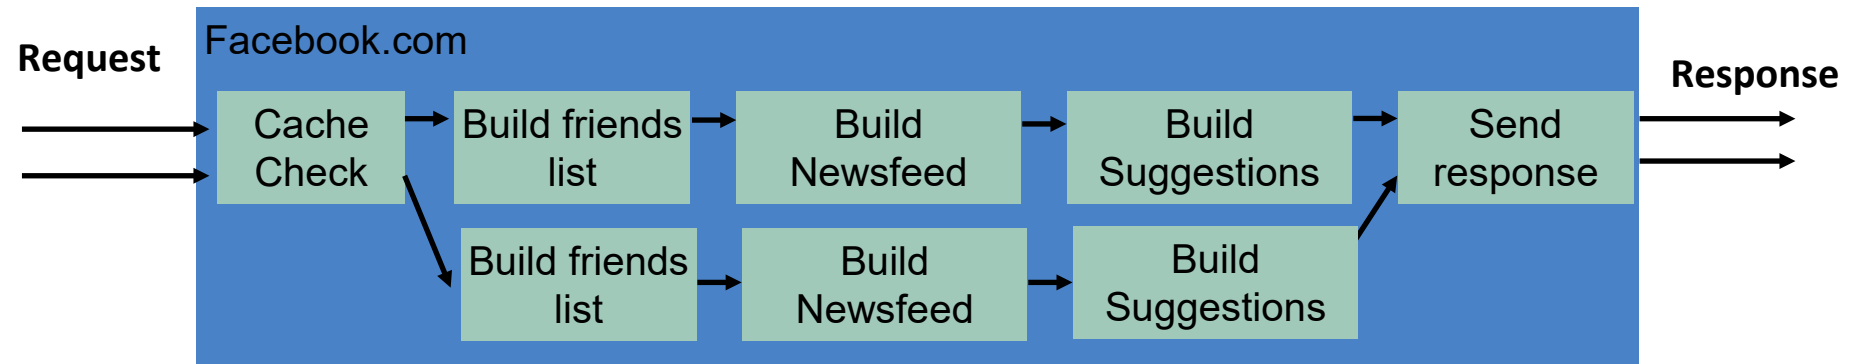 Facebook.com
Request
Response
Cache
Check
Build friends
list
Build
Newsfeed
Build
Suggestions
Send
response
Build friends
list
Build
Newsfeed
Build
Suggestions